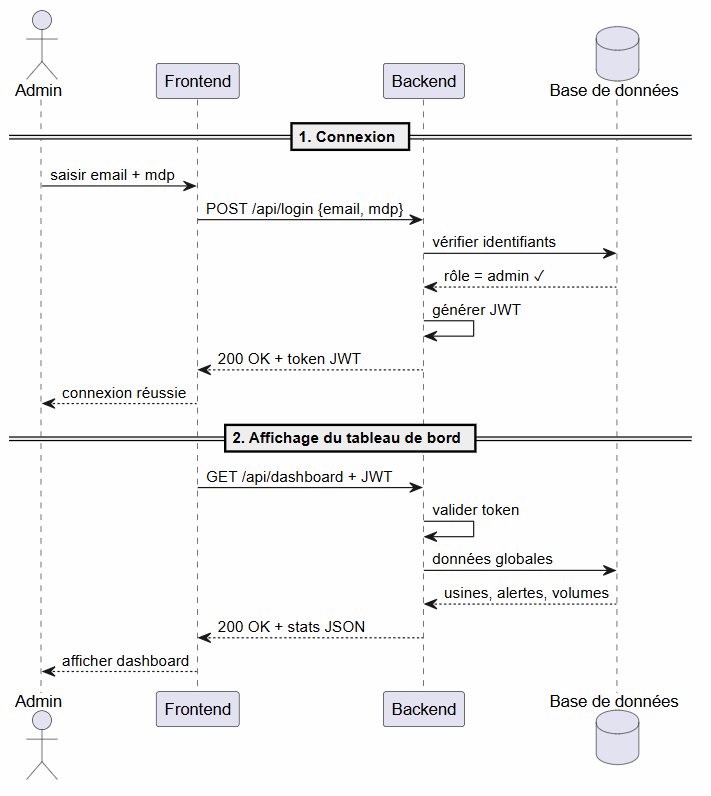 Admin
Frontend
Backend
Base de données
1. Connexion
saisir email + mdp
POST /api/login {email, mdp}
vérifier identifiants
rôle = admin ✓
générer JWT
200 OK + token JWT
connexion réussie
2. Affichage du tableau de bord
GET /api/dashboard + JWT
valider token
données globales
usines, alertes, volumes
200 OK + stats JSON
afficher dashboard
Admin
Frontend
Backend
Base de données